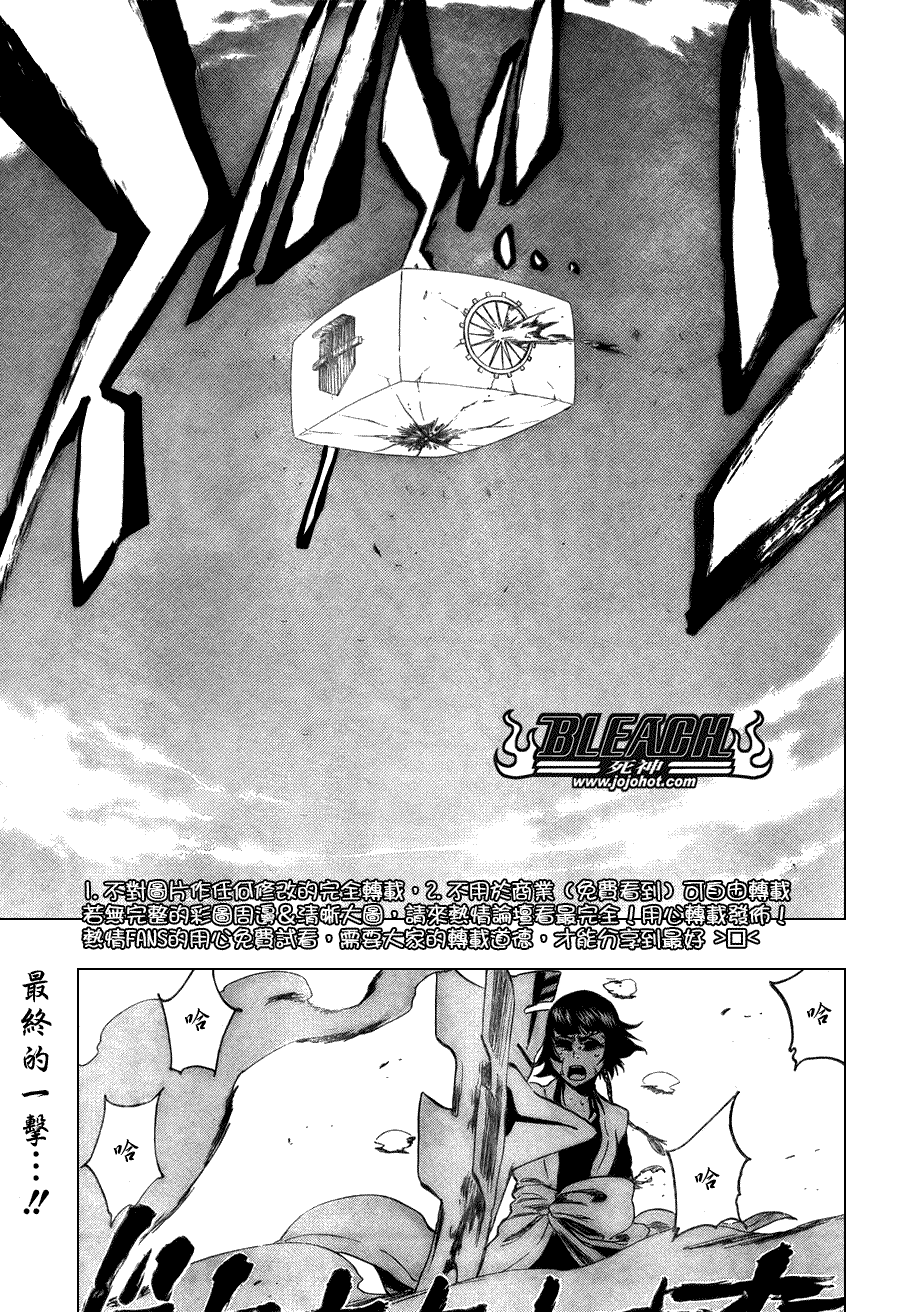 BLEACH
死神
www.jojohot.com
1. 不對圖片作任何修改的完全轉載，2. 不用於商業（免費看到）可自由轉載
若無完整的彩圖周邊&清晰大圖，請來熱情論壇看最完全！用心轉載發佈！
熱情FANS的用心免費試看，需要大家的轉載道德，才能分享到最好 >口<
哈
哈
哈
哈
最終的一擊…!!